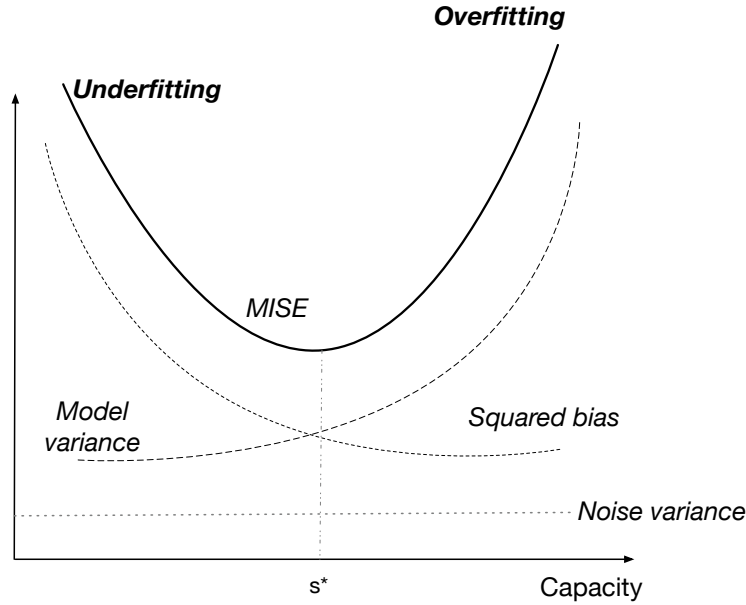 Overfitting
Underfitting
MISE
Model
variance
Squared bias
Noise variance
s*
Capacity